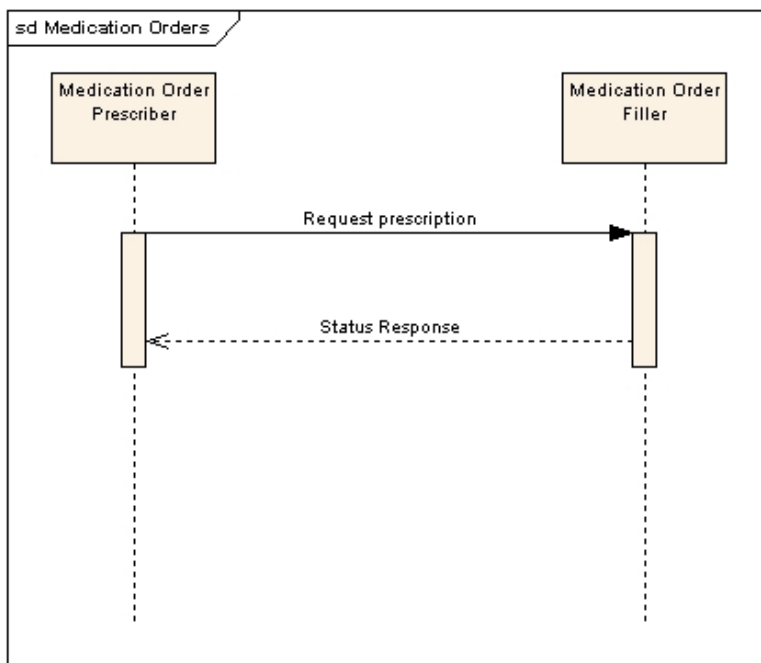 sd Medication Orders
Medication Order
Prescriber
Medication Order
Filler
Request prescription
Status Response